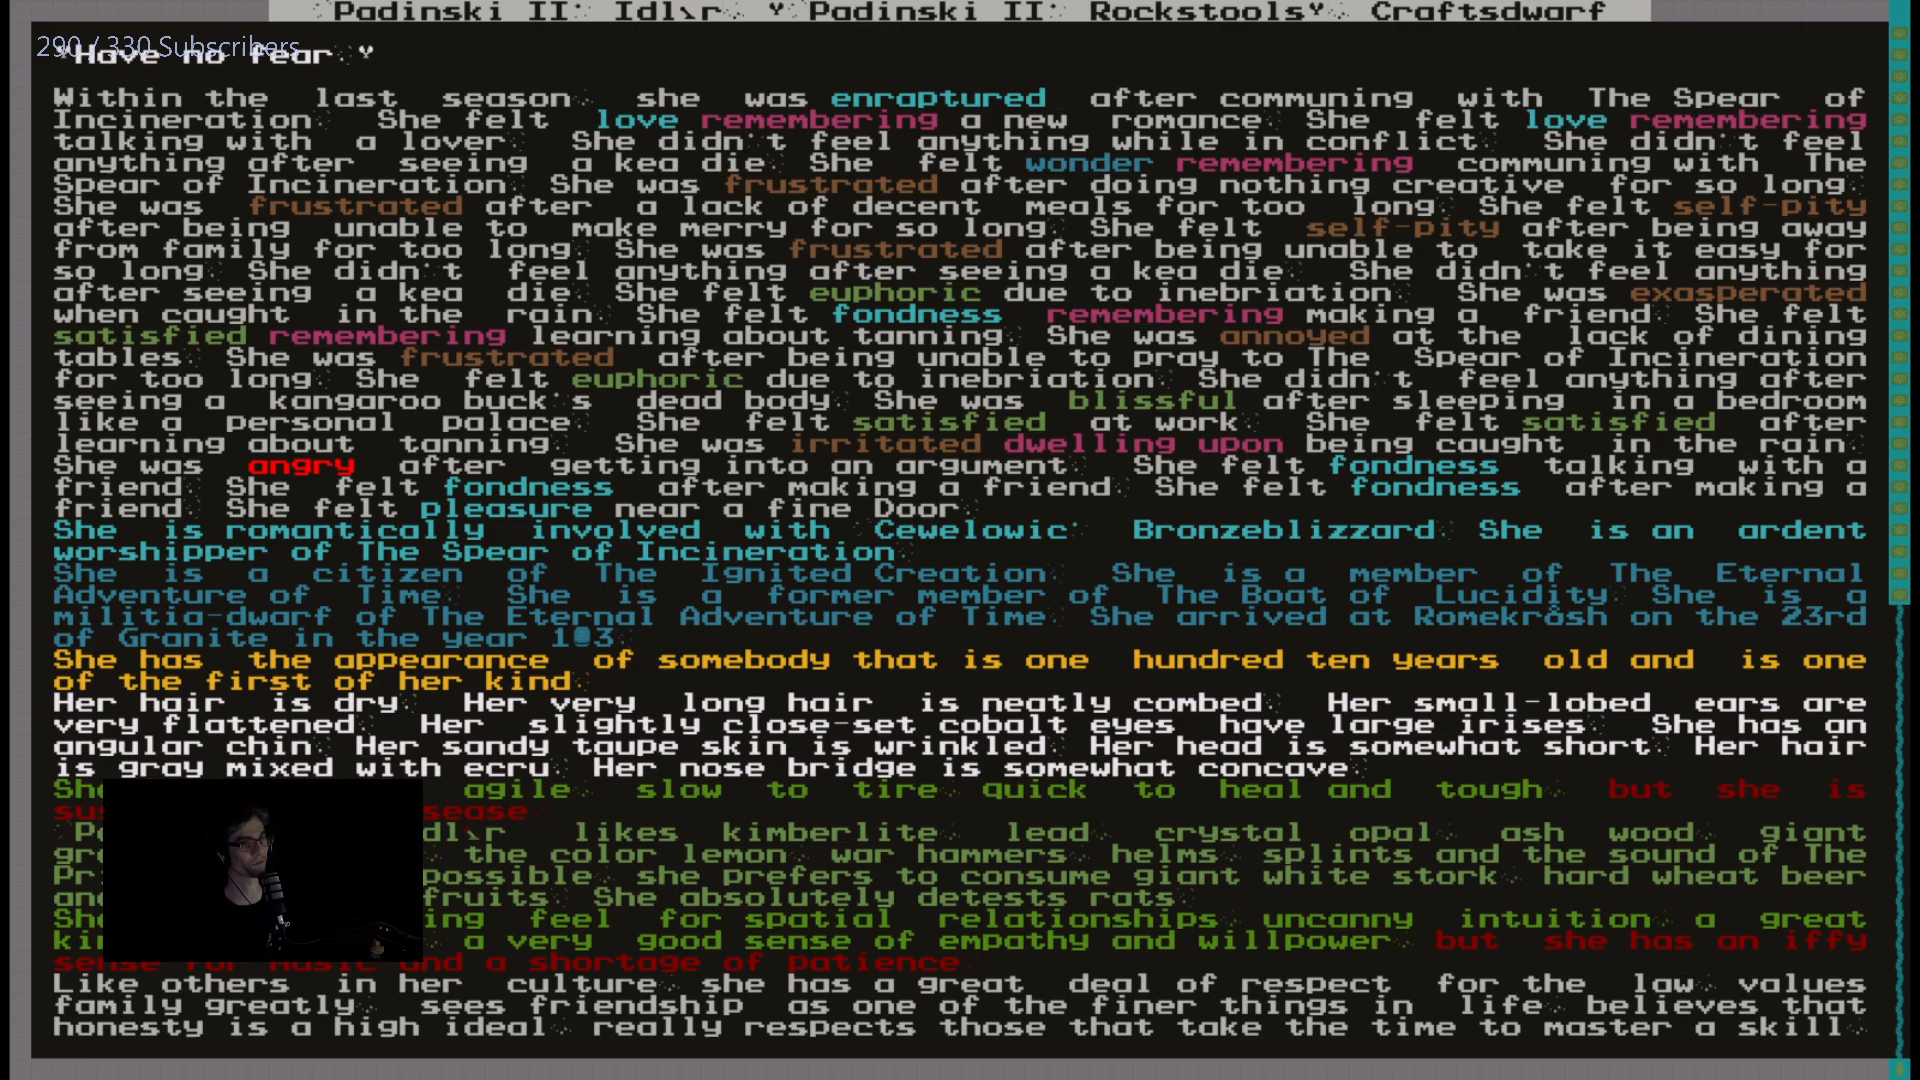 Padinski II: Idl r Padinski II: Rockstools Craftsdwarf
290 / 330 Subscribers
"Have no fear."
Within the last season, she was enraptured after communing with The Spear of
Incineration. She felt love remembering a new romance. She felt love remembering
talking with a lover. She didn't feel anything while in conflict. She didn't feel
anything after seeing a kea die. She felt wonder remembering communing with The
Spear of Incineration. She was frustrated after doing nothing creative for so long.
She was frustrated after a lack of decent meals for too long. She felt self-pity
after being unable to make merry for so long. She felt self-pity after being away
from family for too long. She was frustrated after being unable to take it easy for
so long. She didn't feel anything after seeing a kea die. She didn't feel anything
after seeing a kea die. She felt euphoric due to inebriation. She was exasperated
when caught in the rain. She felt fondness remembering making a friend. She felt
satisfied remembering learning about tanning. She was annoyed at the lack of dining
tables. She was frustrated after being unable to pray to The Spear of Incineration
for too long. She felt euphoric due to inebriation. She didn't feel anything after
seeing a kangaroo buck's dead body. She was blissful after sleeping in a bedroom
like a personal palace. She felt satisfied at work. She felt satisfied after
learning about tanning. She was irritated dwelling upon being caught in the rain.
She was angry after getting into an argument. She felt fondness talking with a
friend. She felt fondness after making a friend. She felt fondness after making a
friend. She felt pleasure near a fine Door.
She is romantically involved with Cewelowic Bronzeblizzard. She is an ardent
worshipper of The Spear of Incineration.
She is a citizen of The Ignited Creation. She is a member of The Eternal
Adventure of Time. She is a former member of The Boat of Lucidity. She is a
militia-dwarf of The Eternal Adventure of Time. She arrived at Romekråsh on the 23rd
of Granite in the year 103.
She has the appearance of somebody that is one hundred ten years old and is one
of the first of her kind.
Her hair is dry. Her very long hair is neatly combed. Her small-lobed ears are
very flattened. Her slightly close-set cobalt eyes have large irises. She has an
angular chin. Her sandy taupe skin is wrinkled. Her head is somewhat short. Her hair
is gray mixed with ecru. Her nose bridge is somewhat concave.
She agile, slow to tire, quick to heal and tough, but she is
sus sease.
Pa dl r likes kimberlite, lead crystal, opal, ash wood, giant
gr the color lemon, war hammers, helms, splints and the sound of The
Pr possible, she prefers to consume giant white stork, hard wheat beer
and fruits. She absolutely detests rats.
She ing feel for spatial relationships, uncanny intuition, a great
kin a very good sense of empathy and willpower, but she has an iffy
sense for music and a shortage of patience.
Like others in her culture, she has a great deal of respect for the law, values
family greatly, sees friendship as one of the finer things in life, believes that
honesty is a high ideal, really respects those that take the time to master a skill,